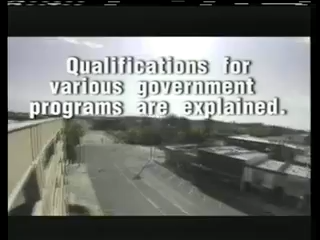 Qualifications for
various government
programs are explained.